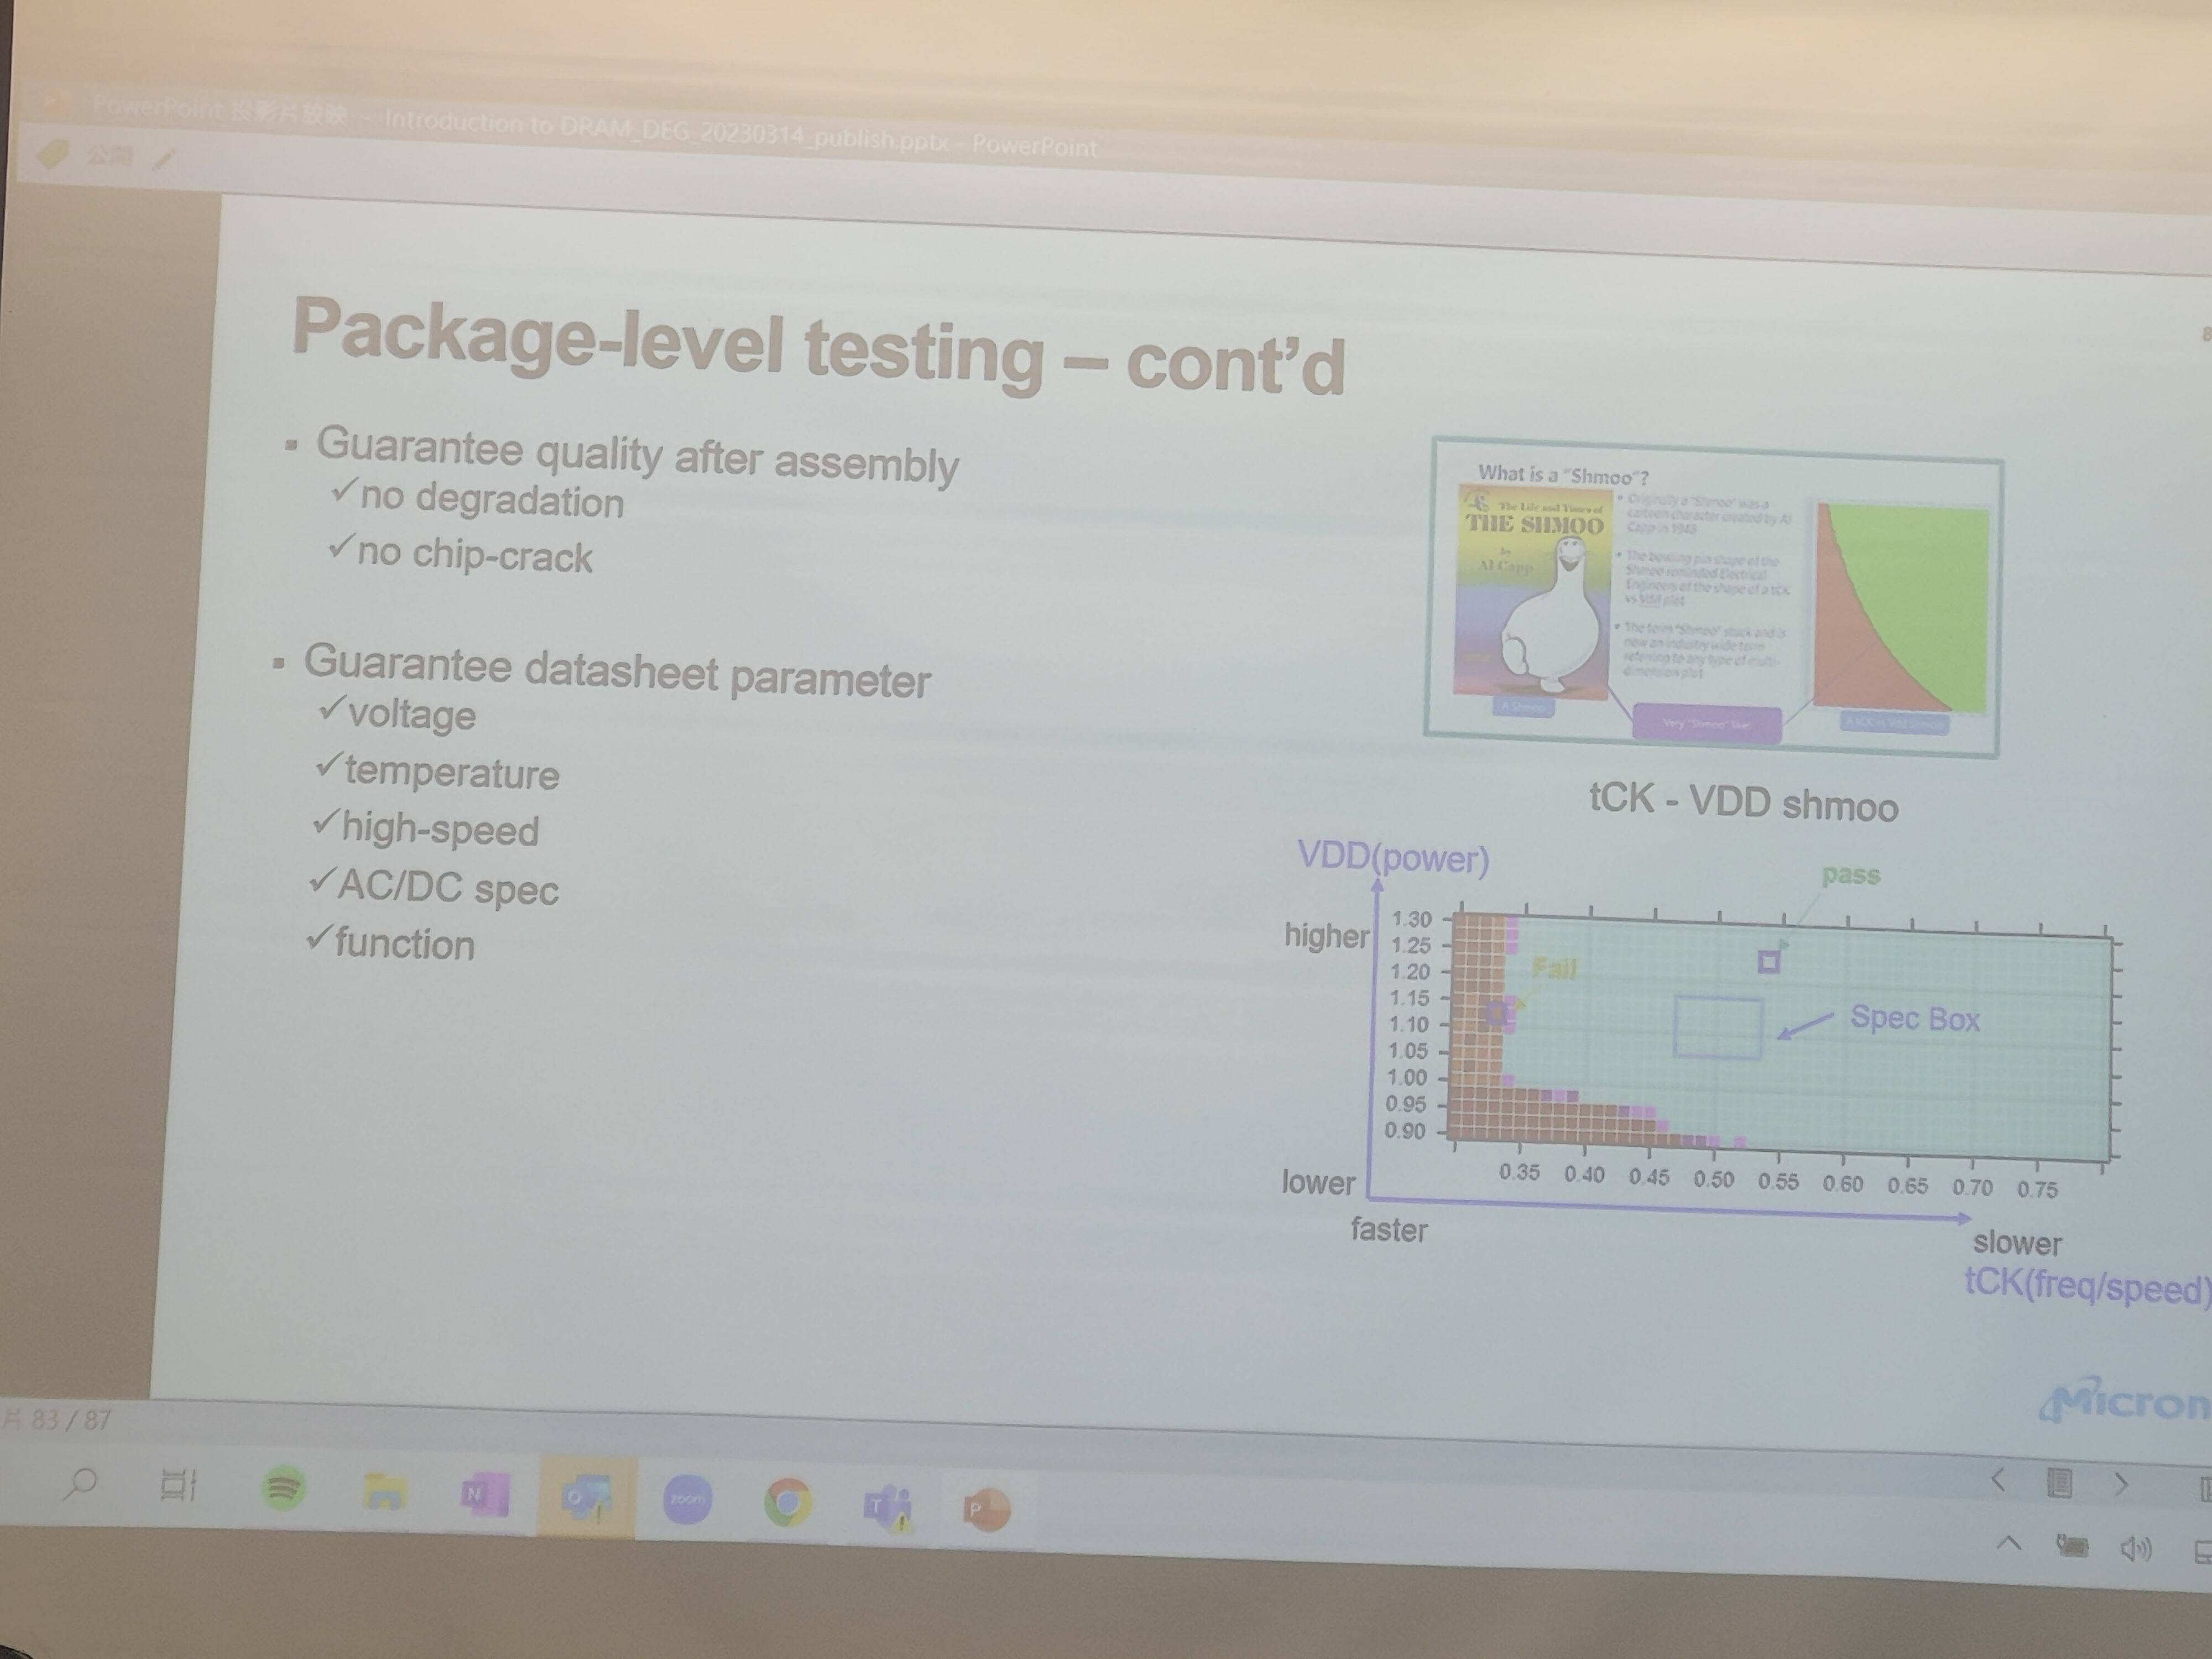 PowerPoint 投影片放映 - Introduction to DRAM_DEG_20230314_publish.pptx - PowerPoint
公開
Package-level testing – cont’d
▪ Guarantee quality after assembly
✓no degradation
✓no chip-crack
▪ Guarantee datasheet parameter
✓voltage
✓temperature
✓high-speed
✓AC/DC spec
✓function
What is a “Shmoo”?
The Life and Times of
THE SHMOO
by
Al Capp
• Originally a “Shmoo” was a
cartoon character created by Al
Capp in 1948
• The bowling pin shape of the
Shmoo reminded Electrical
Engineers of the shape of a tCK
vs Vdd plot
• The term “Shmoo” stuck and is
now an industry wide term
referring to any type of multi-
dimension plot
A Shmoo
Very “Shmoo” like!
A tCK vs Vdd Shmoo
tCK - VDD shmoo
VDD(power)
pass
higher
Fail
Spec Box
1.30
1.25
1.20
1.15
1.10
1.05
1.00
0.95
0.90
0.35 0.40 0.45 0.50 0.55 0.60 0.65 0.70 0.75
lower
faster
slower
tCK(freq/speed)
Micron
片 83 / 87
N
O
zoom
T
P